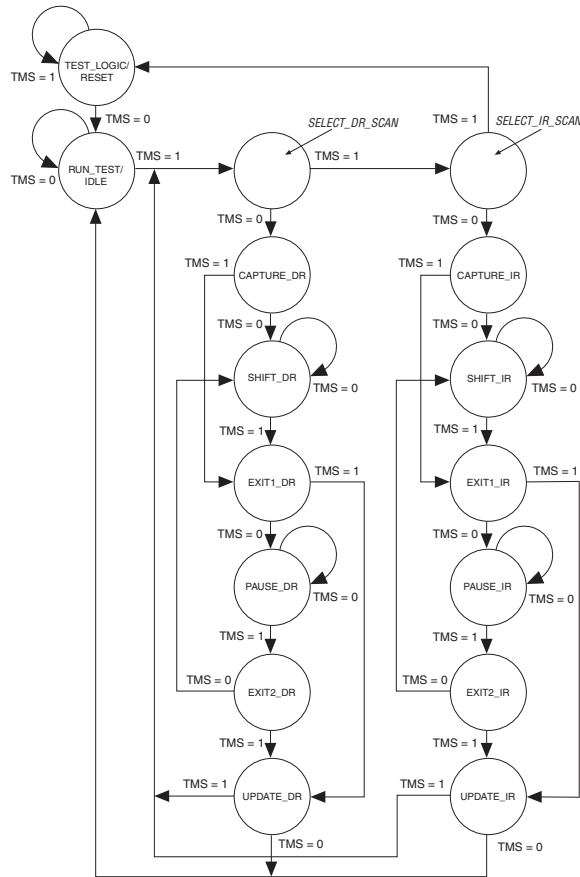 TEST_LOGIC/
RESET
TMS = 1
TMS = 0
SELECT_DR_SCAN
TMS = 1
SELECT_IR_SCAN
RUN_TEST/
IDLE
TMS = 0
TMS = 1
TMS = 1
TMS = 0
TMS = 0
TMS = 1
CAPTURE_DR
TMS = 1
CAPTURE_IR
TMS = 0
TMS = 0
SHIFT_DR
TMS = 0
SHIFT_IR
TMS = 0
TMS = 1
TMS = 1
EXIT1_DR
TMS = 1
EXIT1_IR
TMS = 1
TMS = 0
TMS = 0
PAUSE_DR
TMS = 0
PAUSE_IR
TMS = 0
TMS = 1
TMS = 1
TMS = 0
EXIT2_DR
TMS = 0
EXIT2_IR
TMS = 1
TMS = 1
TMS = 1
UPDATE_DR
TMS = 1
UPDATE_IR
TMS = 0
TMS = 0